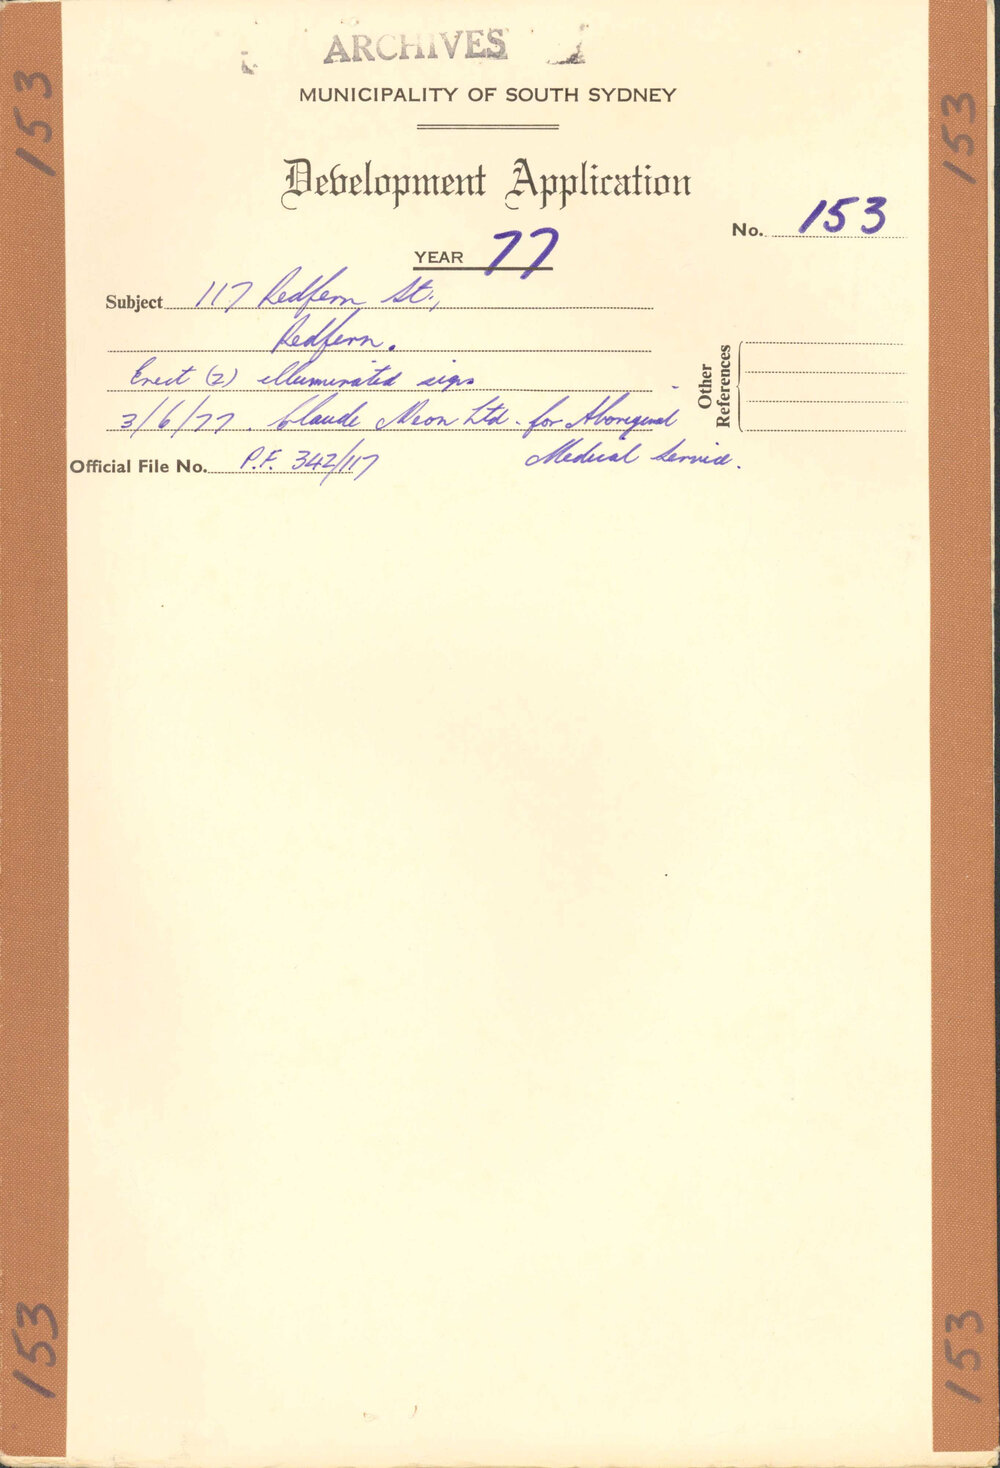 ARCHIVES
MUNICIPALITY OF SOUTH SYDNEY
Development Application
No. 153
YEAR 77
Subject 117 Redfern St.,
Redfern.
Erect (2) illuminated signs
3/6/77. Claude Neon Ltd. for Aboriginal
Medical Service.
Other
References
Official File No. P.F. 342/117
153
153
153
153